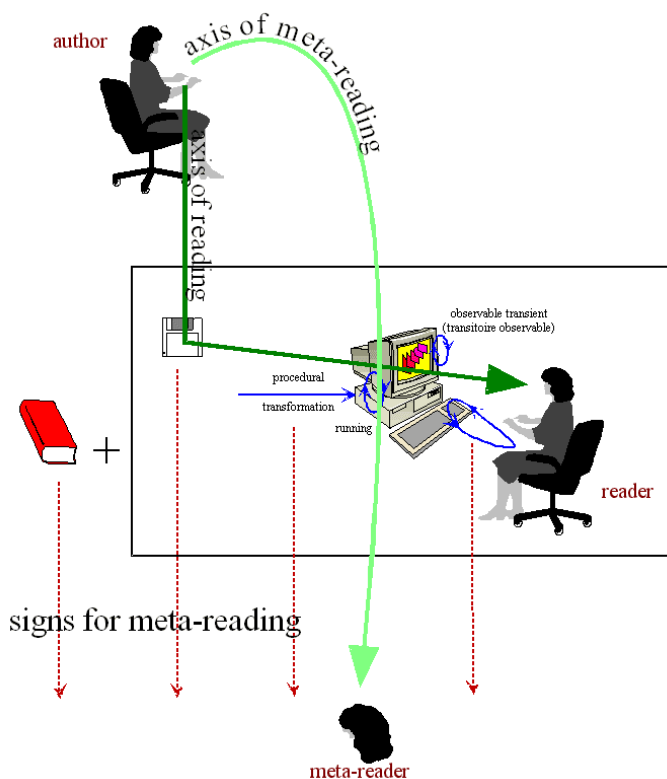 author
axis of meta-reading
axis of reading
observable transient
(transitoire observable)
procedural
transformation
running
+
reader
signs for meta-reading
meta-reader